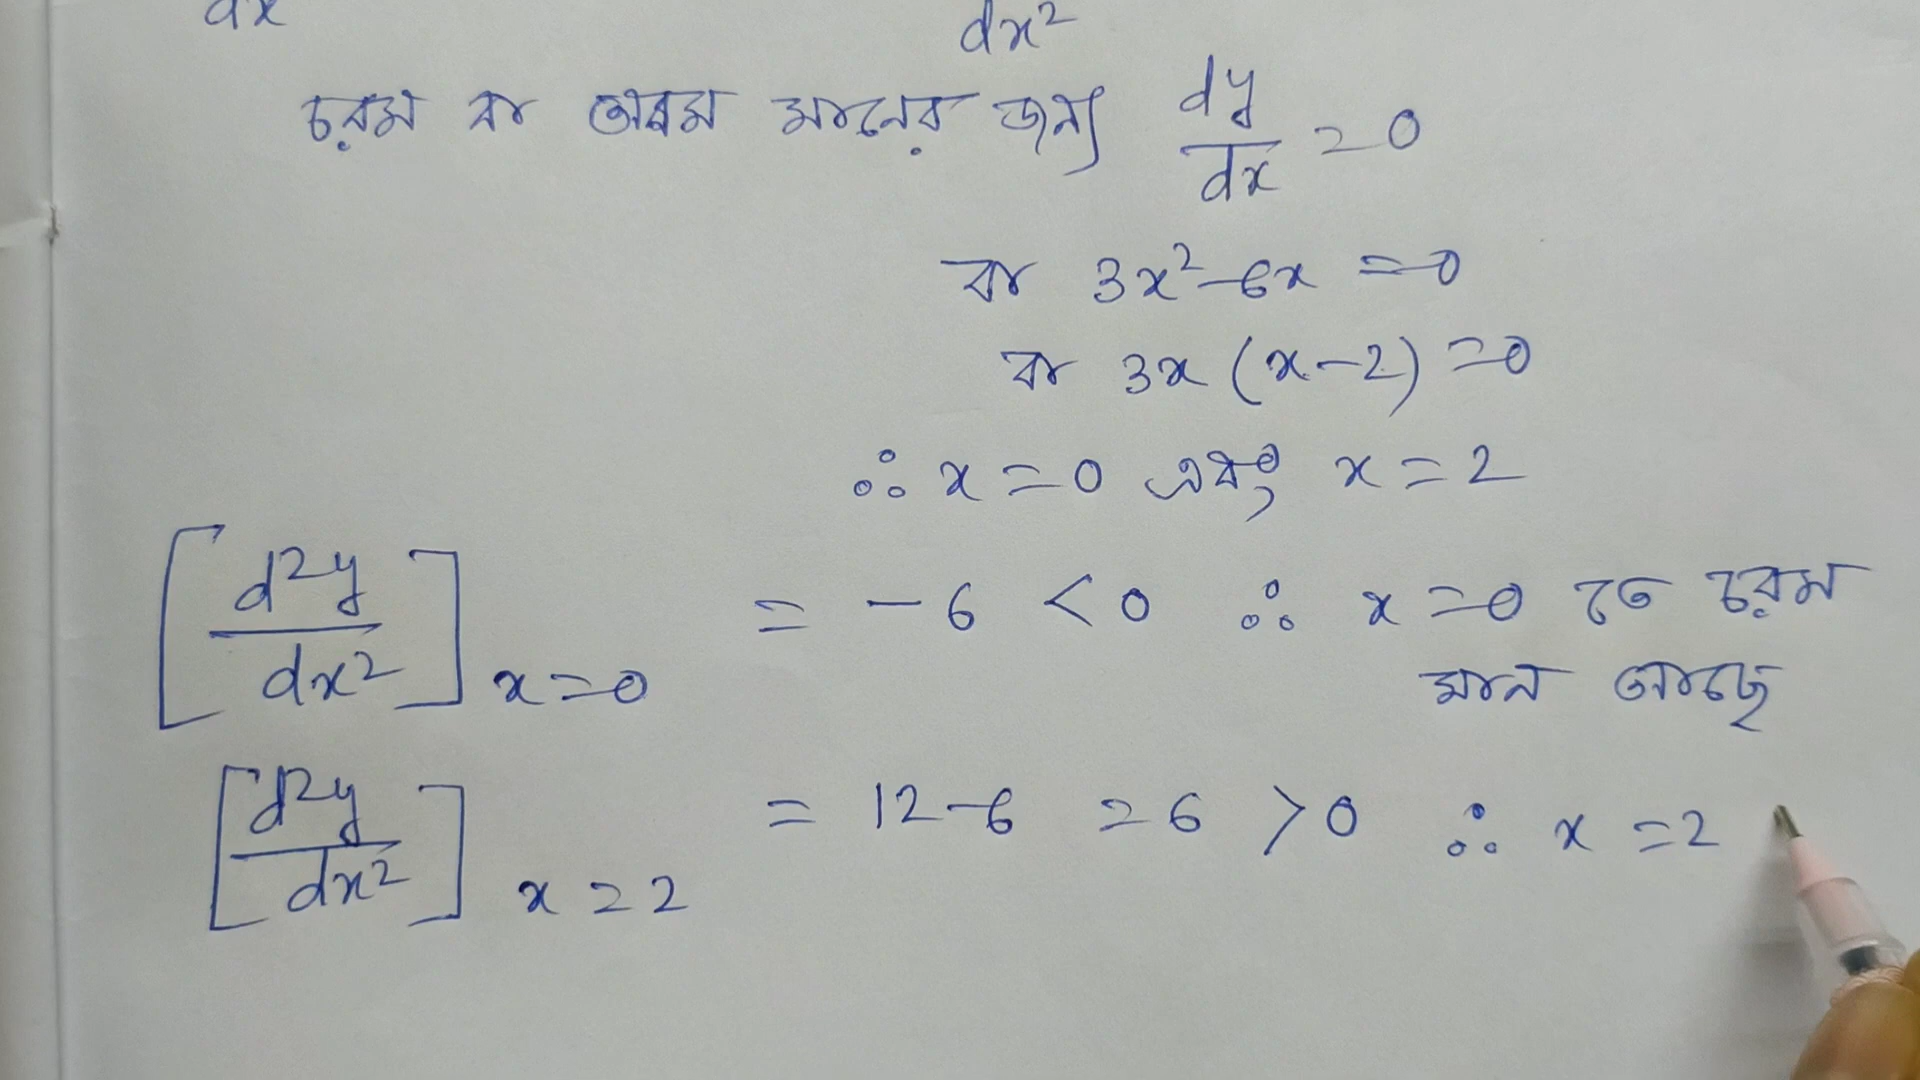 dx dx²
চরম বা অবম মানের জন্য dy/dx = 0
বা 3x² - 6x = 0
বা 3x (x - 2) = 0
∴ x = 0 এবং x = 2
[d²y/dx²] x = 0 = - 6 < 0 ∴ x = 0 তে চরম
মান আছে
[d²y/dx²] x = 2 = 12 - 6 = 6 > 0 ∴ x = 2